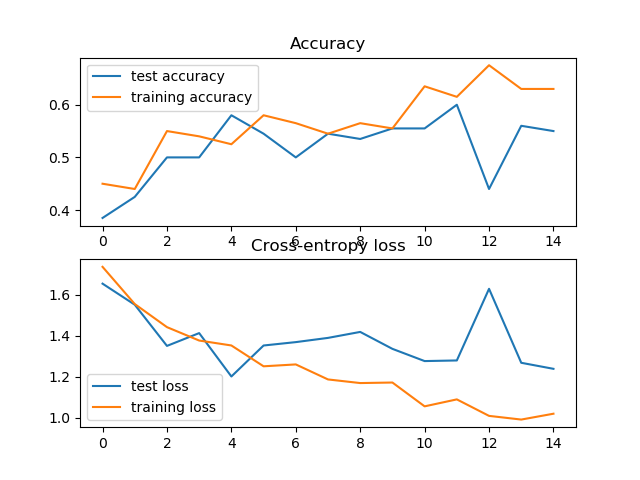 Accuracy
test accuracy
training accuracy
0.6
0.5
0.4
0 2 4 6 8 10 12 14
Cross-entropy loss
1.6
1.4
1.2
1.0
test loss
training loss
0 2 4 6 8 10 12 14